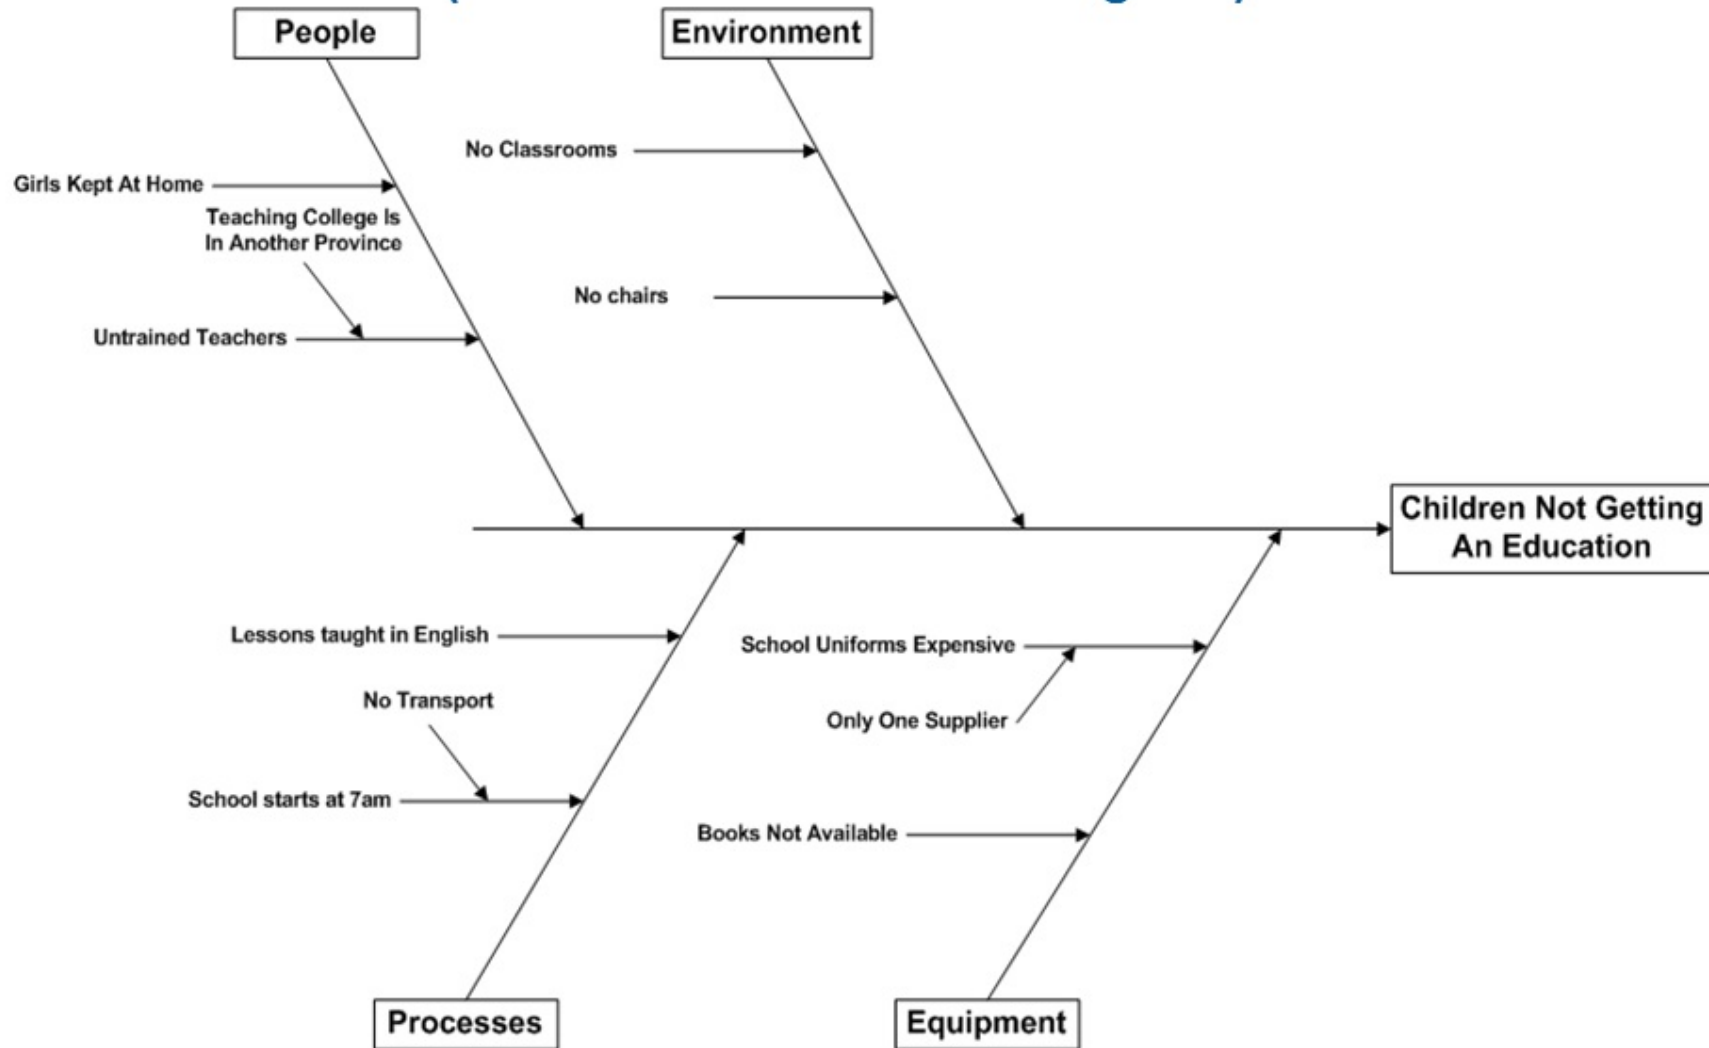 People
Environment
No Classrooms
Girls Kept At Home
Teaching College Is
In Another Province
No chairs
Untrained Teachers
Children Not Getting
An Education
Lessons taught in English
School Uniforms Expensive
No Transport
Only One Supplier
School starts at 7am
Books Not Available
Processes
Equipment